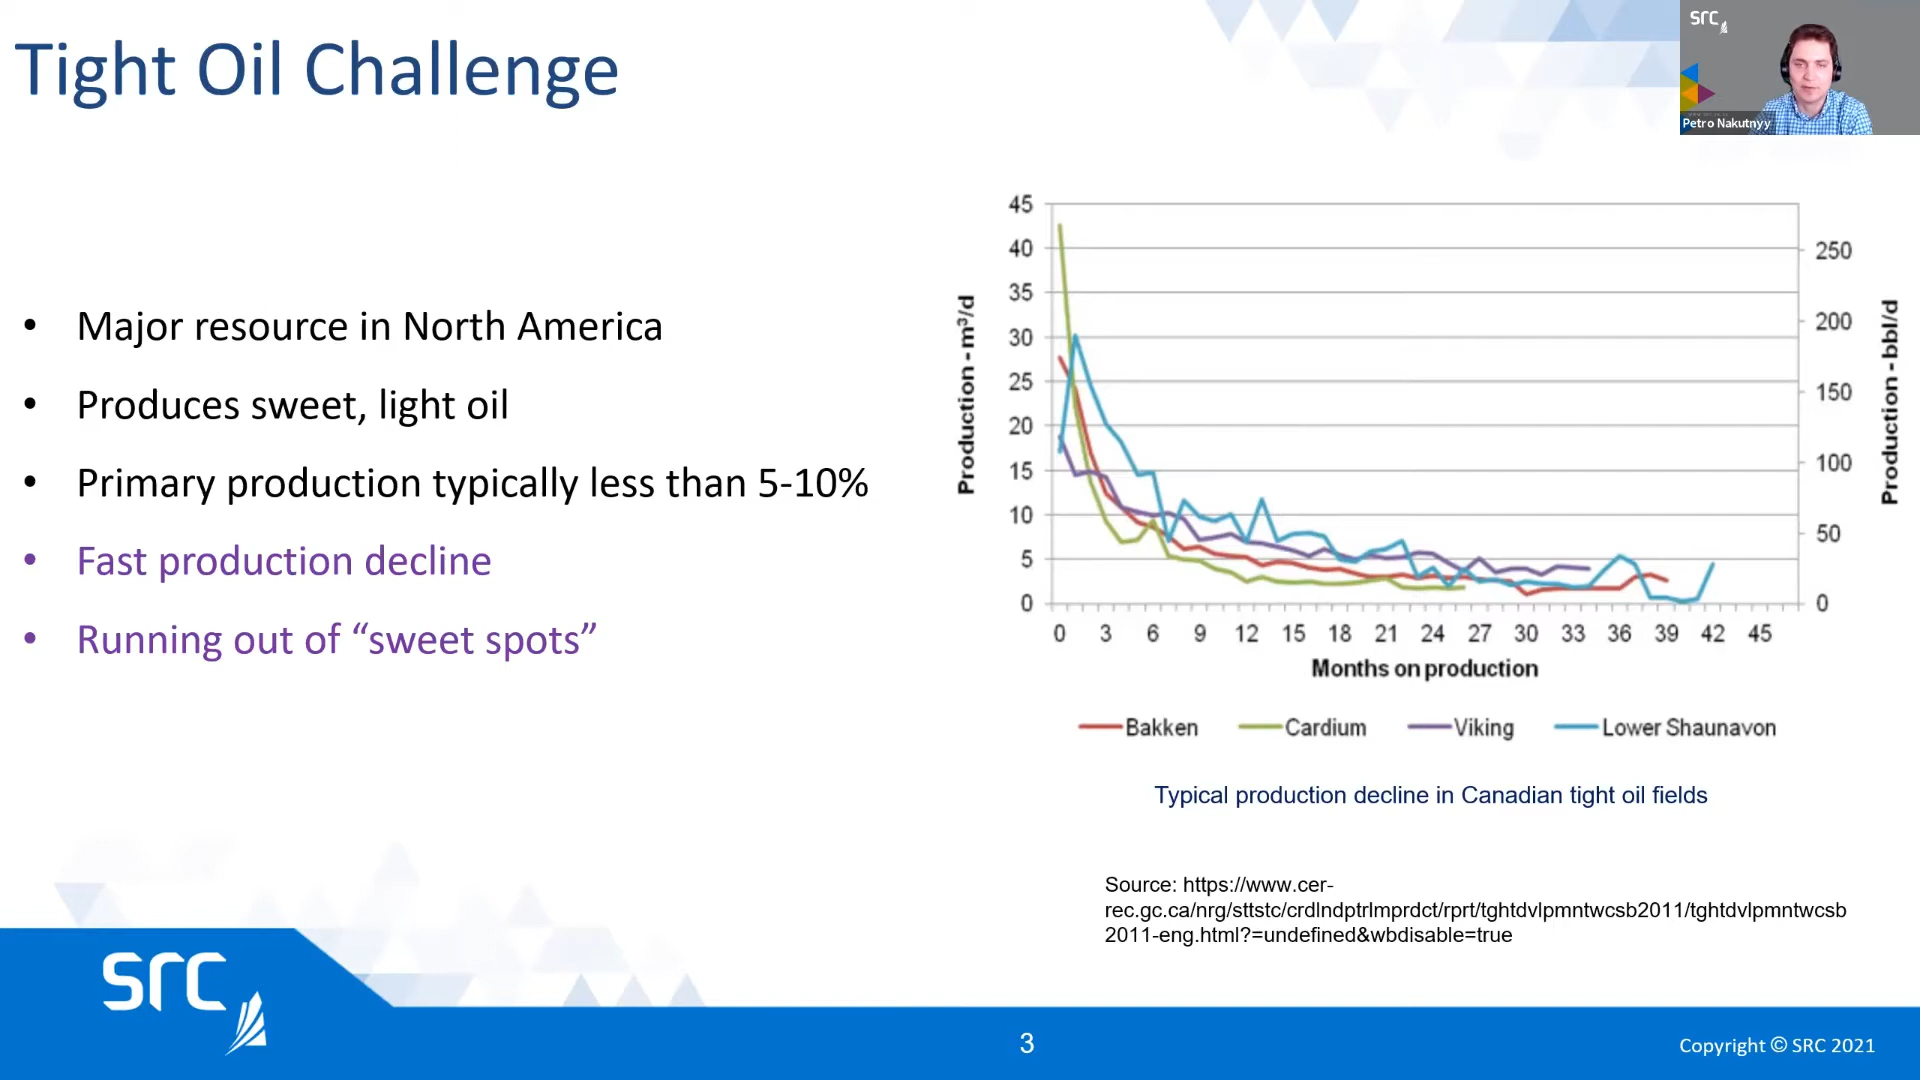 Tight Oil Challenge
src
Petro Nakutnyy
• Major resource in North America
• Produces sweet, light oil
• Primary production typically less than 5-10%
• Fast production decline
• Running out of “sweet spots”
Production - m³/d
45
40
35
30
25
20
15
10
5
0
250
200
150
100
50
0
Production - bbl/d
0 3 6 9 12 15 18 21 24 27 30 33 36 39 42 45
Months on production
Bakken Cardium Viking Lower Shaunavon
Typical production decline in Canadian tight oil fields
Source: https://www.cer-
rec.gc.ca/nrg/sttstc/crdlndptrlmprdct/rprt/tghtdvlpmntwcsb2011/tghtdvlpmntwcsb
2011-eng.html?=undefined&wbdisable=true
src
3
Copyright © SRC 2021